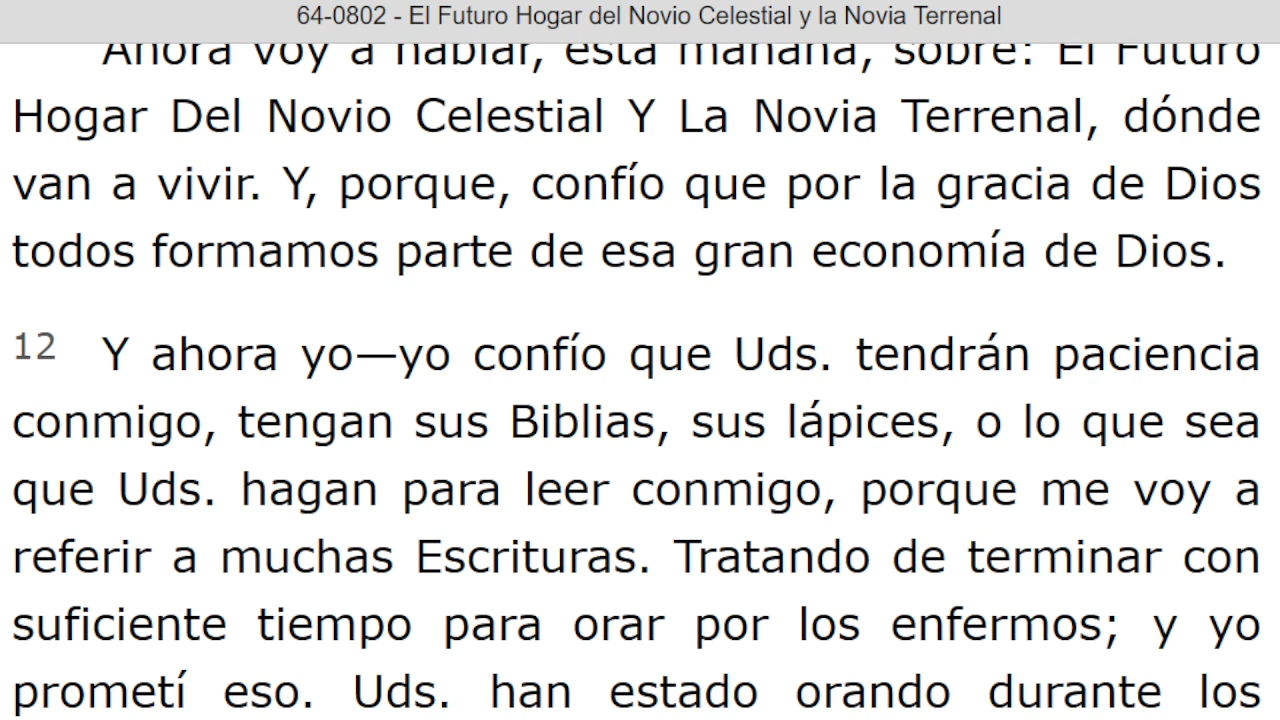 64-0802 - El Futuro Hogar del Novio Celestial y la Novia Terrenal
Ahora voy a hablar, esta mañana, sobre: El Futuro
Hogar Del Novio Celestial Y La Novia Terrenal, dónde
van a vivir. Y, porque, confío que por la gracia de Dios
todos formamos parte de esa gran economía de Dios.
12 Y ahora yo—yo confío que Uds. tendrán paciencia
conmigo, tengan sus Biblias, sus lápices, o lo que sea
que Uds. hagan para leer conmigo, porque me voy a
referir a muchas Escrituras. Tratando de terminar con
suficiente tiempo para orar por los enfermos; y yo
prometí eso. Uds. han estado orando durante los